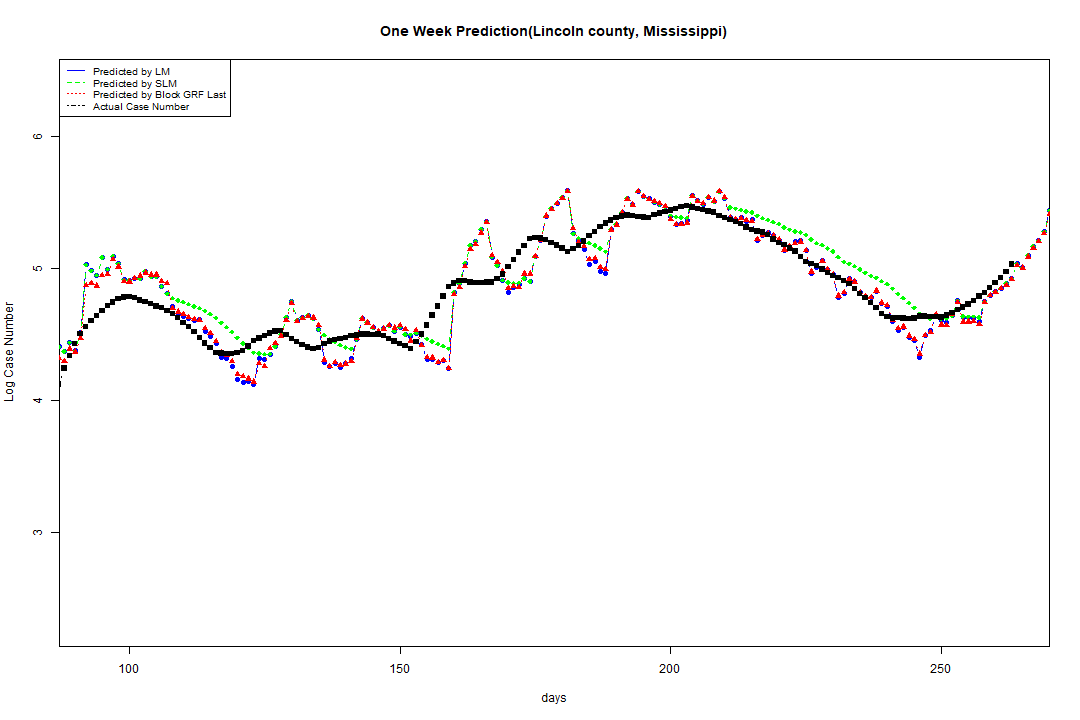 One Week Prediction(Lincoln county, Mississippi)
Predicted by LM
Predicted by SLM
Predicted by Block GRF Last
Actual Case Number
6
5
4
3
Log Case Number
100 150 200 250
days